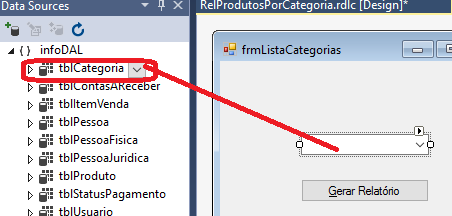 Data Sources
RelProdutosPorCategoria.rdlc [Design]*
infoDAL
tblCategoria
tblContasAReceber
tblItemVenda
tblPessoa
tblPessoaFisica
tblPessoaJuridica
tblProduto
tblStatusPagamento
tblUsuario
frmListaCategorias
Gerar Relatório